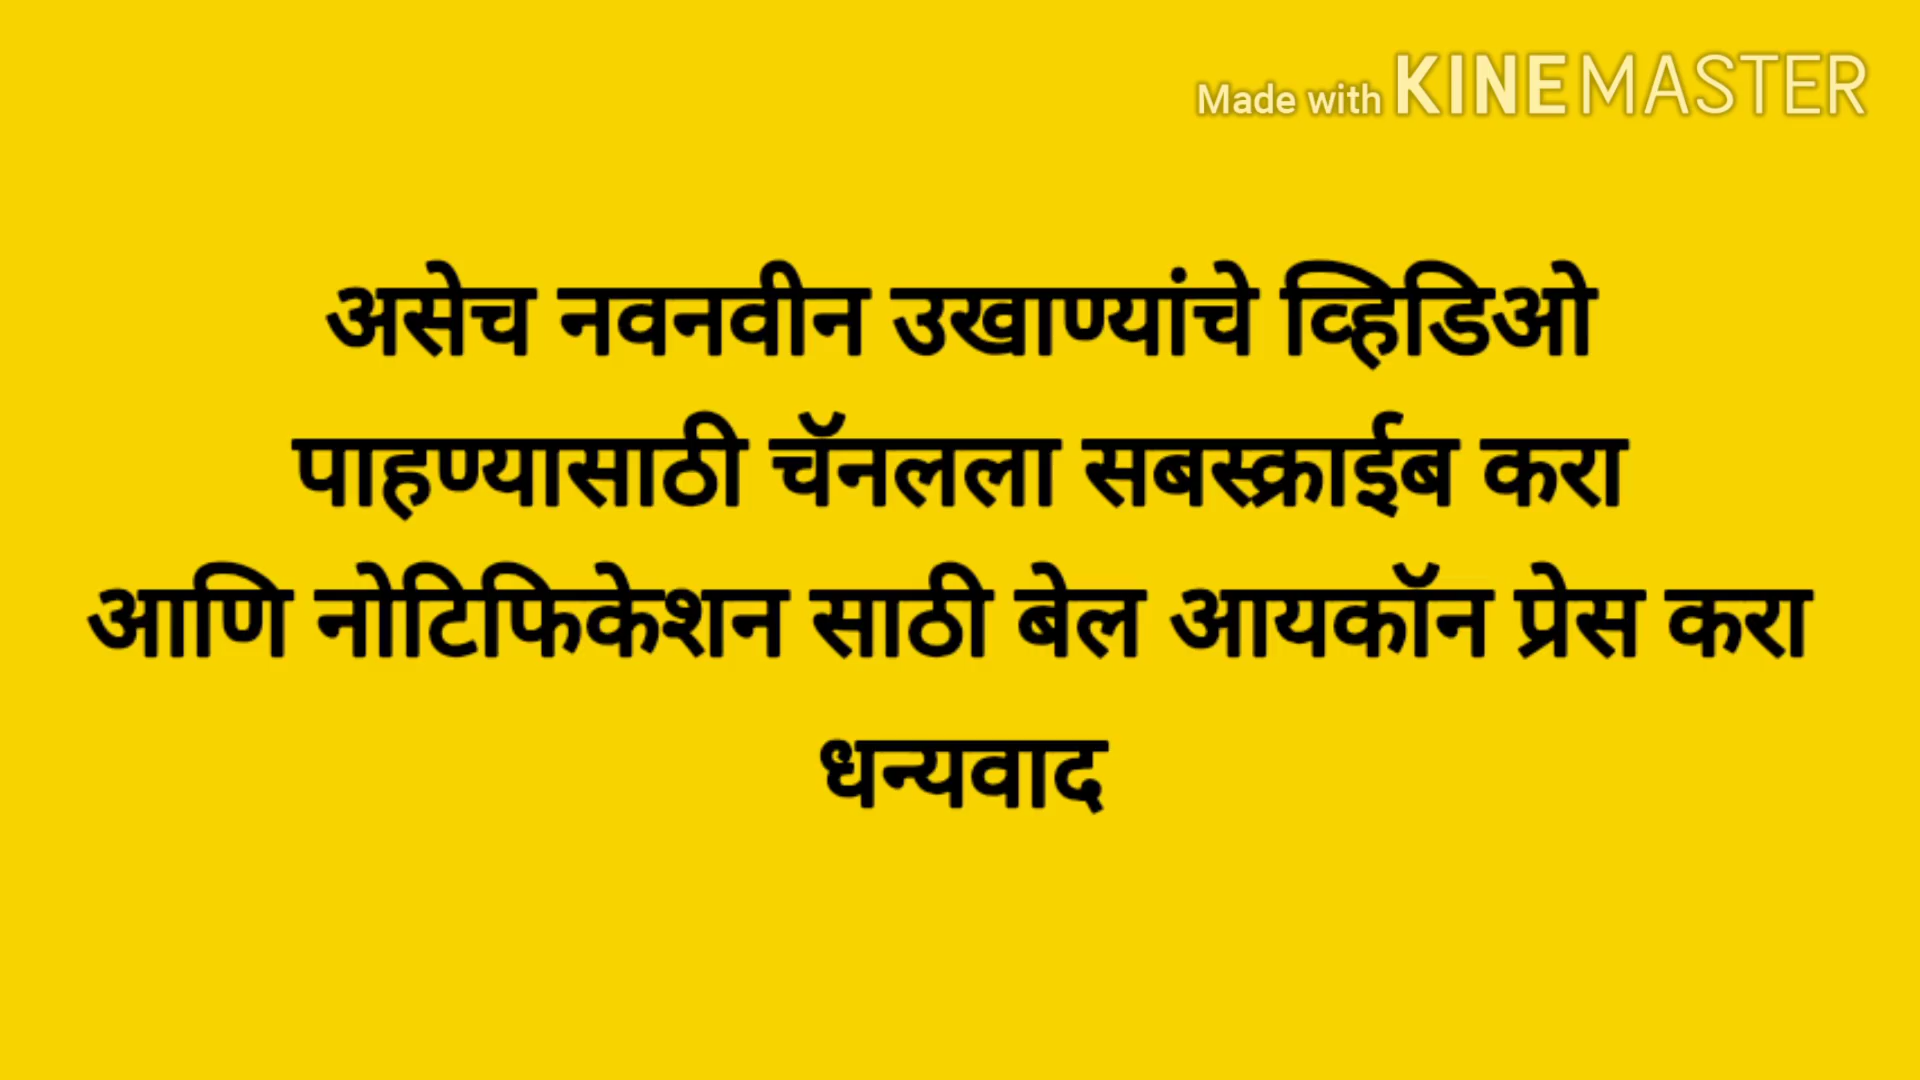 Made with KINEMASTER
असेच नवनवीन उखाण्यांचे व्हिडिओ
पाहण्यासाठी चॅनलला सबस्क्राईब करा
आणि नोटिफिकेशन साठी बेल आयकॉन प्रेस करा
धन्यवाद